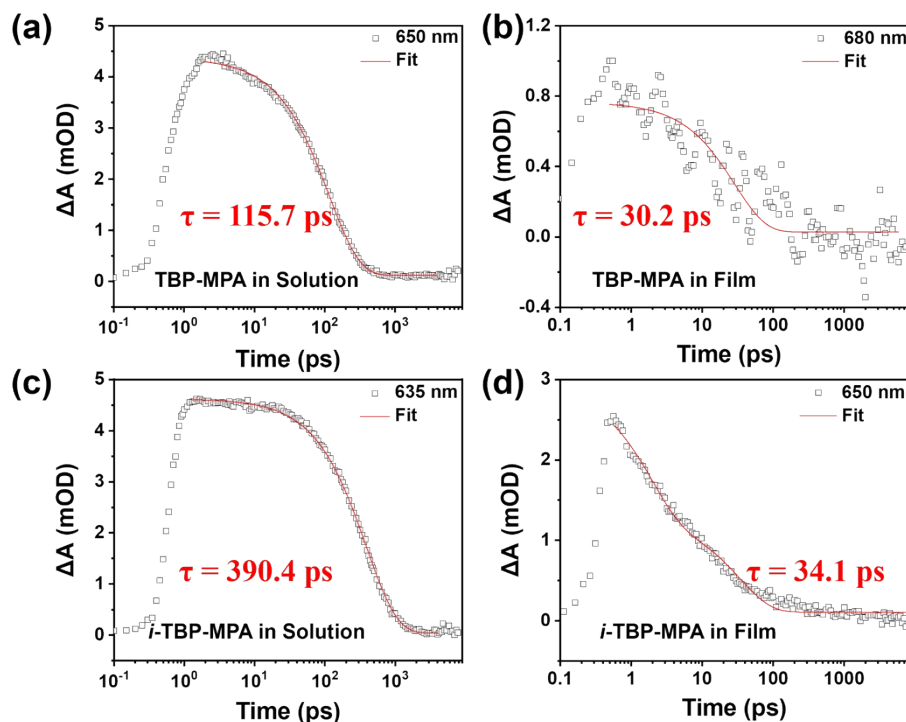 (a)
650 nm
Fit
ΔA (mOD)
5
4
3
2
1
0
τ = 115.7 ps
TBP-MPA in Solution
10⁻¹ 10⁰ 10¹ 10² 10³
Time (ps)
(b)
680 nm
Fit
ΔA (mOD)
1.2
0.8
0.4
0.0
-0.4
τ = 30.2 ps
TBP-MPA in Film
0.1 1 10 100 1000
Time (ps)
(c)
635 nm
Fit
ΔA (mOD)
5
4
3
2
1
0
τ = 390.4 ps
i-TBP-MPA in Solution
10⁻¹ 10⁰ 10¹ 10² 10³
Time (ps)
(d)
650 nm
Fit
ΔA (mOD)
3
2
1
0
τ = 34.1 ps
i-TBP-MPA in Film
0.1 1 10 100 1000
Time (ps)